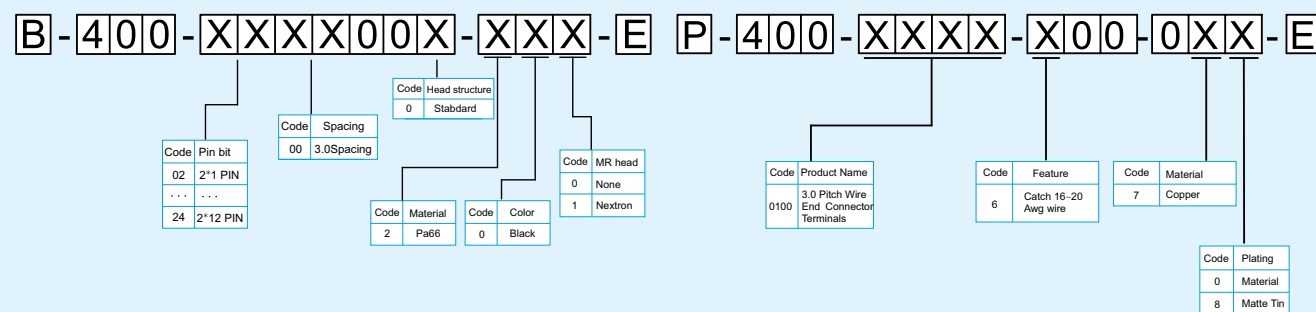 B-400-XXXX00X-XXX-E
P-400-XXXX-X00-0XX-E
Code Head structure
0 Stabdard
Code Spacing
00 3.0Spacing
Code Pin bit
02 2*1 PIN
... ...
24 2*12 PIN
Code Material
2 Pa66
Code Color
0 Black
Code MR head
0 None
1 Nextron
Code Product Name
0100 3.0 Pitch Wire
End Connector
Terminals
Code Feature
6 Catch 16~20
Awg wire
Code Material
7 Copper
Code Plating
0 Material
8 Matte Tin